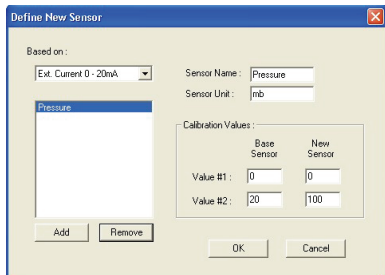 Define New Sensor
Based on :
Ext. Current 0 - 20mA
Pressure
Add
Remove
Sensor Name :
Pressure
Sensor Unit :
mb
Calibration Values :
Base Sensor
New Sensor
Value #1 :
0
0
Value #2 :
20
100
OK
Cancel